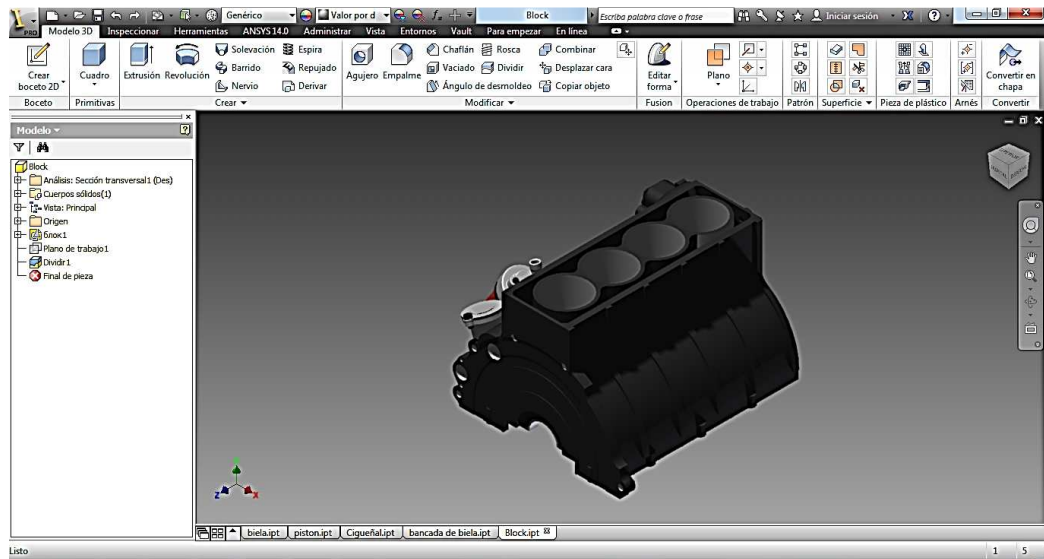 Genérico Valor por d fx Block Escriba palabra clave o frase Iniciar sesión
PRO Modelo 3D Inspeccionar Herramientas ANSYS 14.0 Administrar Vista Entornos Vault Para empezar En línea
Crear boceto 2D
Cuadro
Extrusión Revolución
Solevación Espira
Barrido Repujado
Nervio Derivar
Agujero Empalme
Chaflán Rosca Combinar
Vaciado Dividir Desplazar cara
Ángulo de desmoldeo Copiar objeto
Editar forma
Plano
Convertir en chapa
Boceto Primitivas Crear Modificar Fusion Operaciones de trabajo Patrón Superficie Pieza de plástico Arnés Convertir
Modelo
Block
Análisis: Sección transversal1 (Des)
Cuerpos sólidos(1)
Vista: Principal
Origen
блок1
Plano de trabajo1
Dividir1
Final de pieza
Z X
biela.ipt piston.ipt Cigueñal.ipt bancada de biela.ipt Block.ipt
Listo 1 5